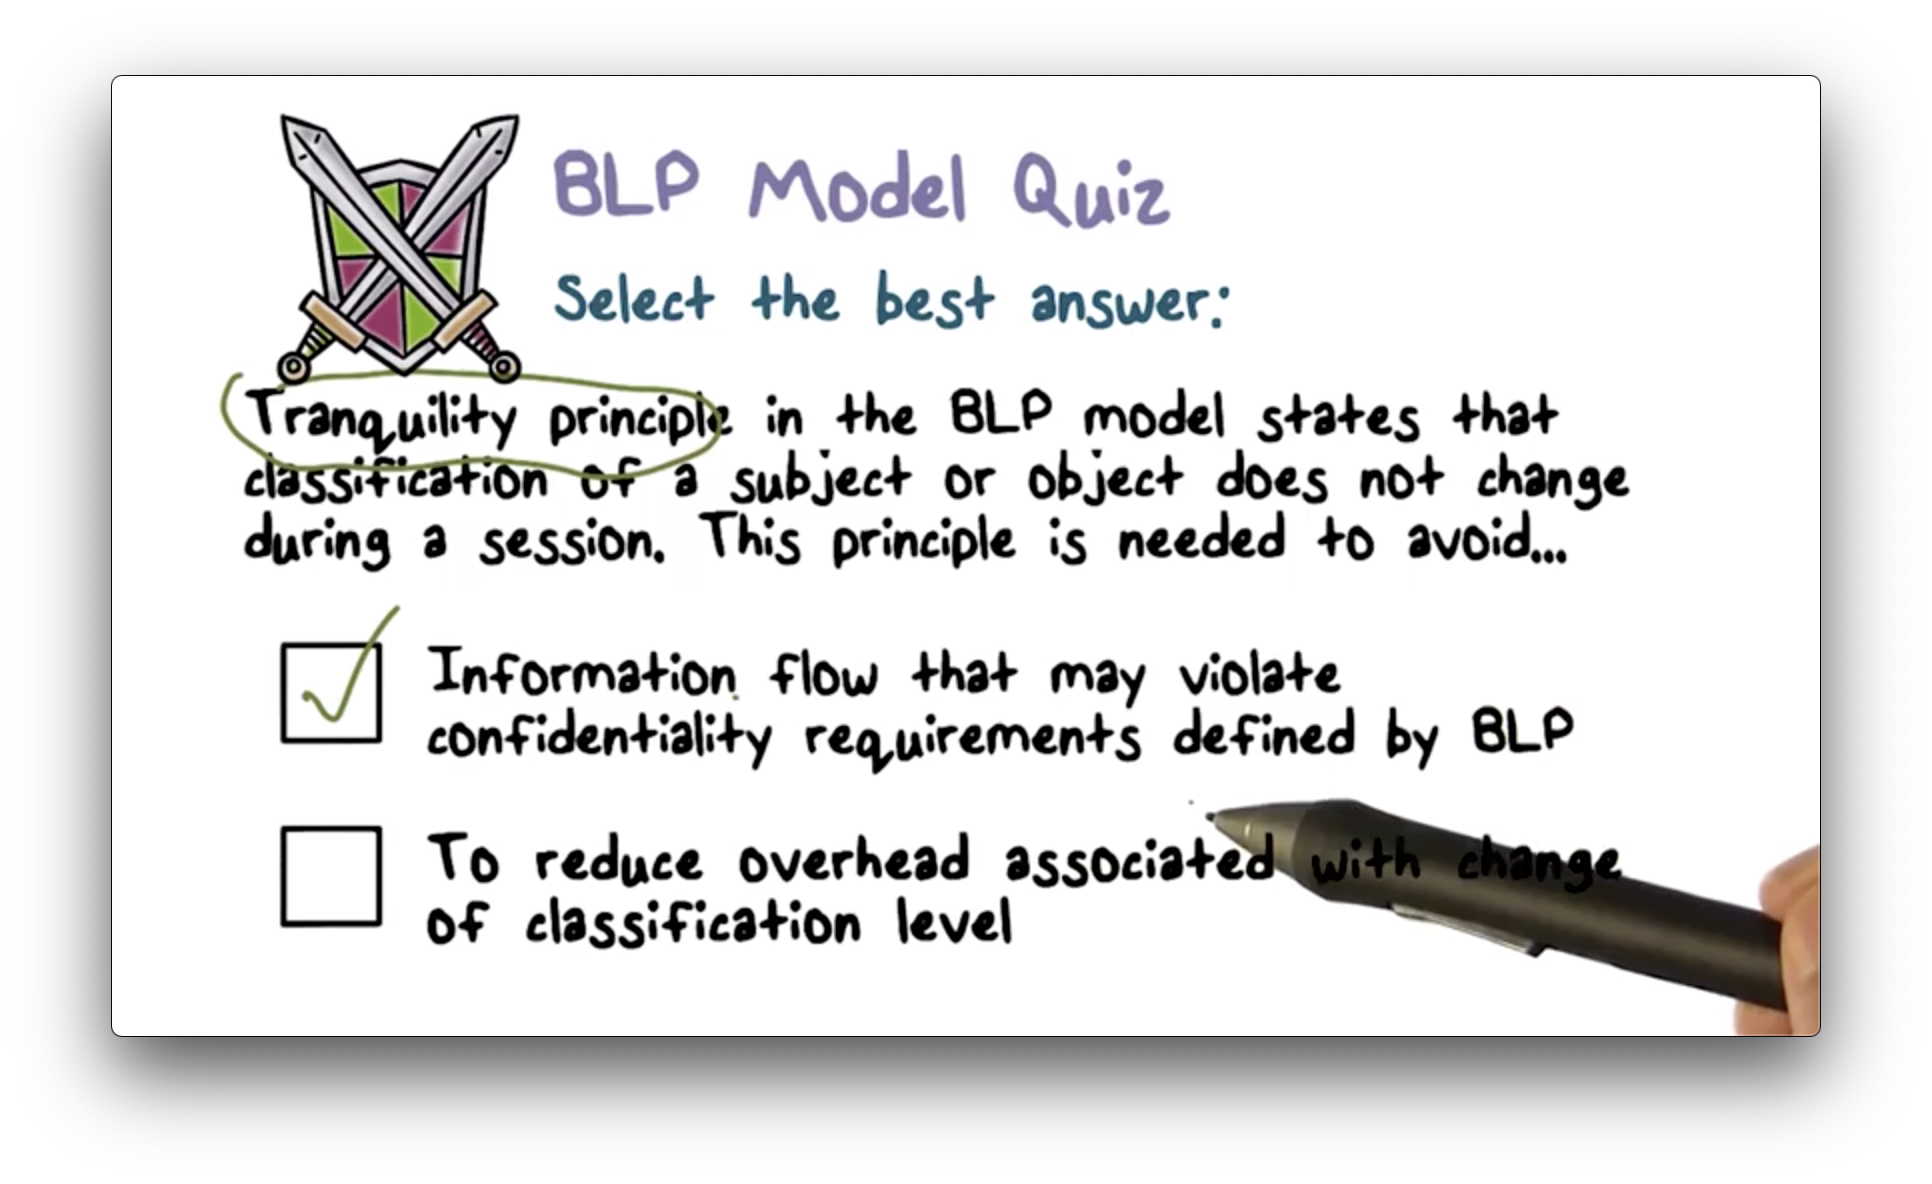 BLP Model Quiz
Select the best answer:
Tranquility principle in the BLP model states that
classification of a subject or object does not change
during a session. This principle is needed to avoid...
Information flow that may violate
confidentiality requirements defined by BLP
To reduce overhead associated with change
of classification level